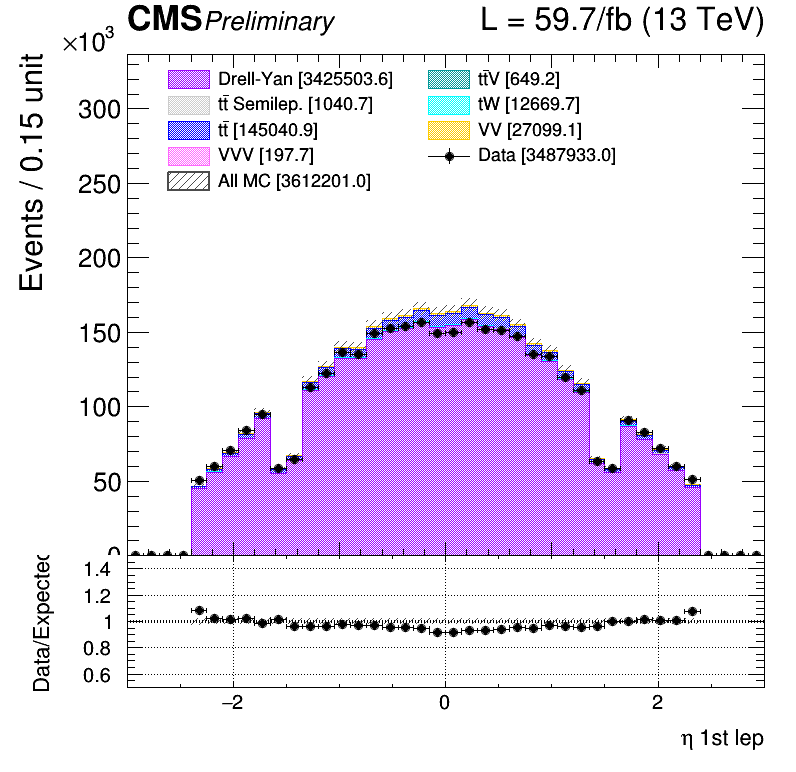 CMS Preliminary L = 59.7/fb (13 TeV)
×10³
Events / 0.15 unit
Drell-Yan [3425503.6]
tt̄ Semilep. [1040.7]
tt̄ [145040.9]
VVV [197.7]
All MC [3612201.0]
tt̄V [649.2]
tW [12669.7]
VV [27099.1]
Data [3487933.0]
300
250
200
150
100
50
0
Data/Expected
1.4
1.2
1
0.8
0.6
−2 0 2
η 1st lep